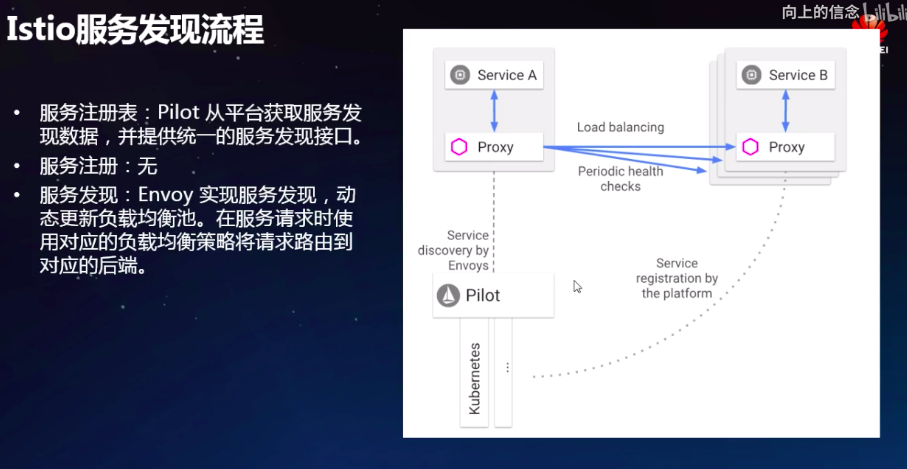 向上的信念 bilibili
Istio服务发现流程
EI
• 服务注册表：Pilot 从平台获取服务发
现数据，并提供统一的服务发现接口。
• 服务注册：无
• 服务发现：Envoy 实现服务发现，动
态更新负载均衡池。在服务请求时使
用对应的负载均衡策略将请求路由到
对应的后端。
Service A
Proxy
Service B
Proxy
Load balancing
Periodic health
checks
Service
discovery by
Envoys
Pilot
Service
registration by
the platform
Kubernetes
...